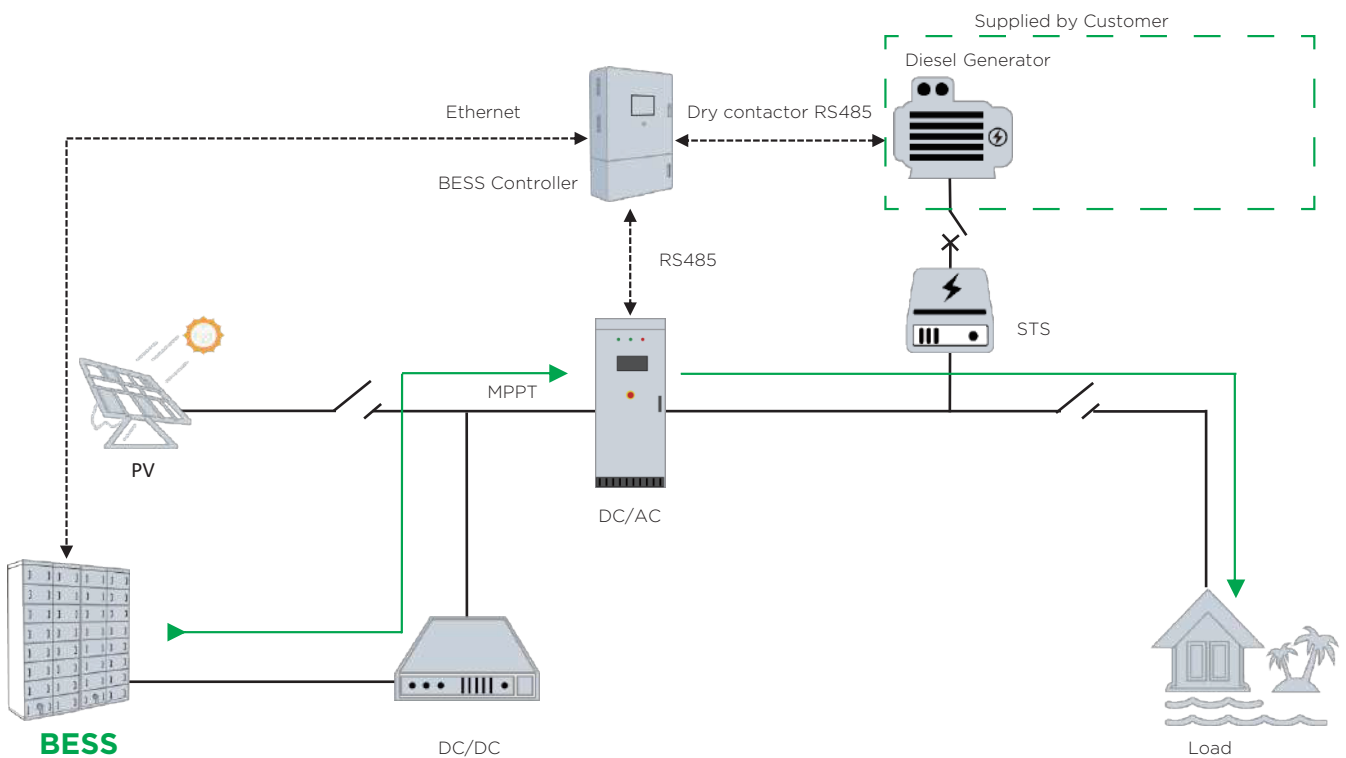 Supplied by Customer
Diesel Generator
Ethernet
Dry contactor RS485
BESS Controller
RS485
STS
MPPT
PV
DC/AC
BESS
DC/DC
Load